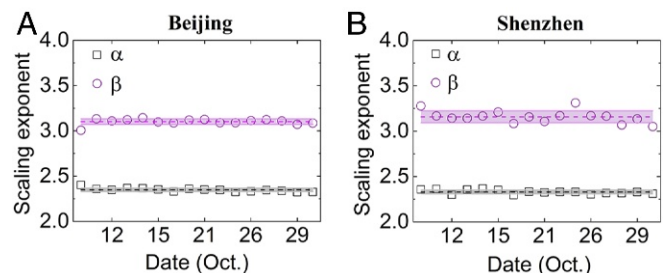 A
Beijing
4.0
3.5
3.0
2.5
2.0
Scaling exponent
α
β
12
15
21
26
29
Date (Oct.)
B
Shenzhen
4.0
3.5
3.0
2.5
2.0
Scaling exponent
α
β
12
15
21
26
29
Date (Oct.)